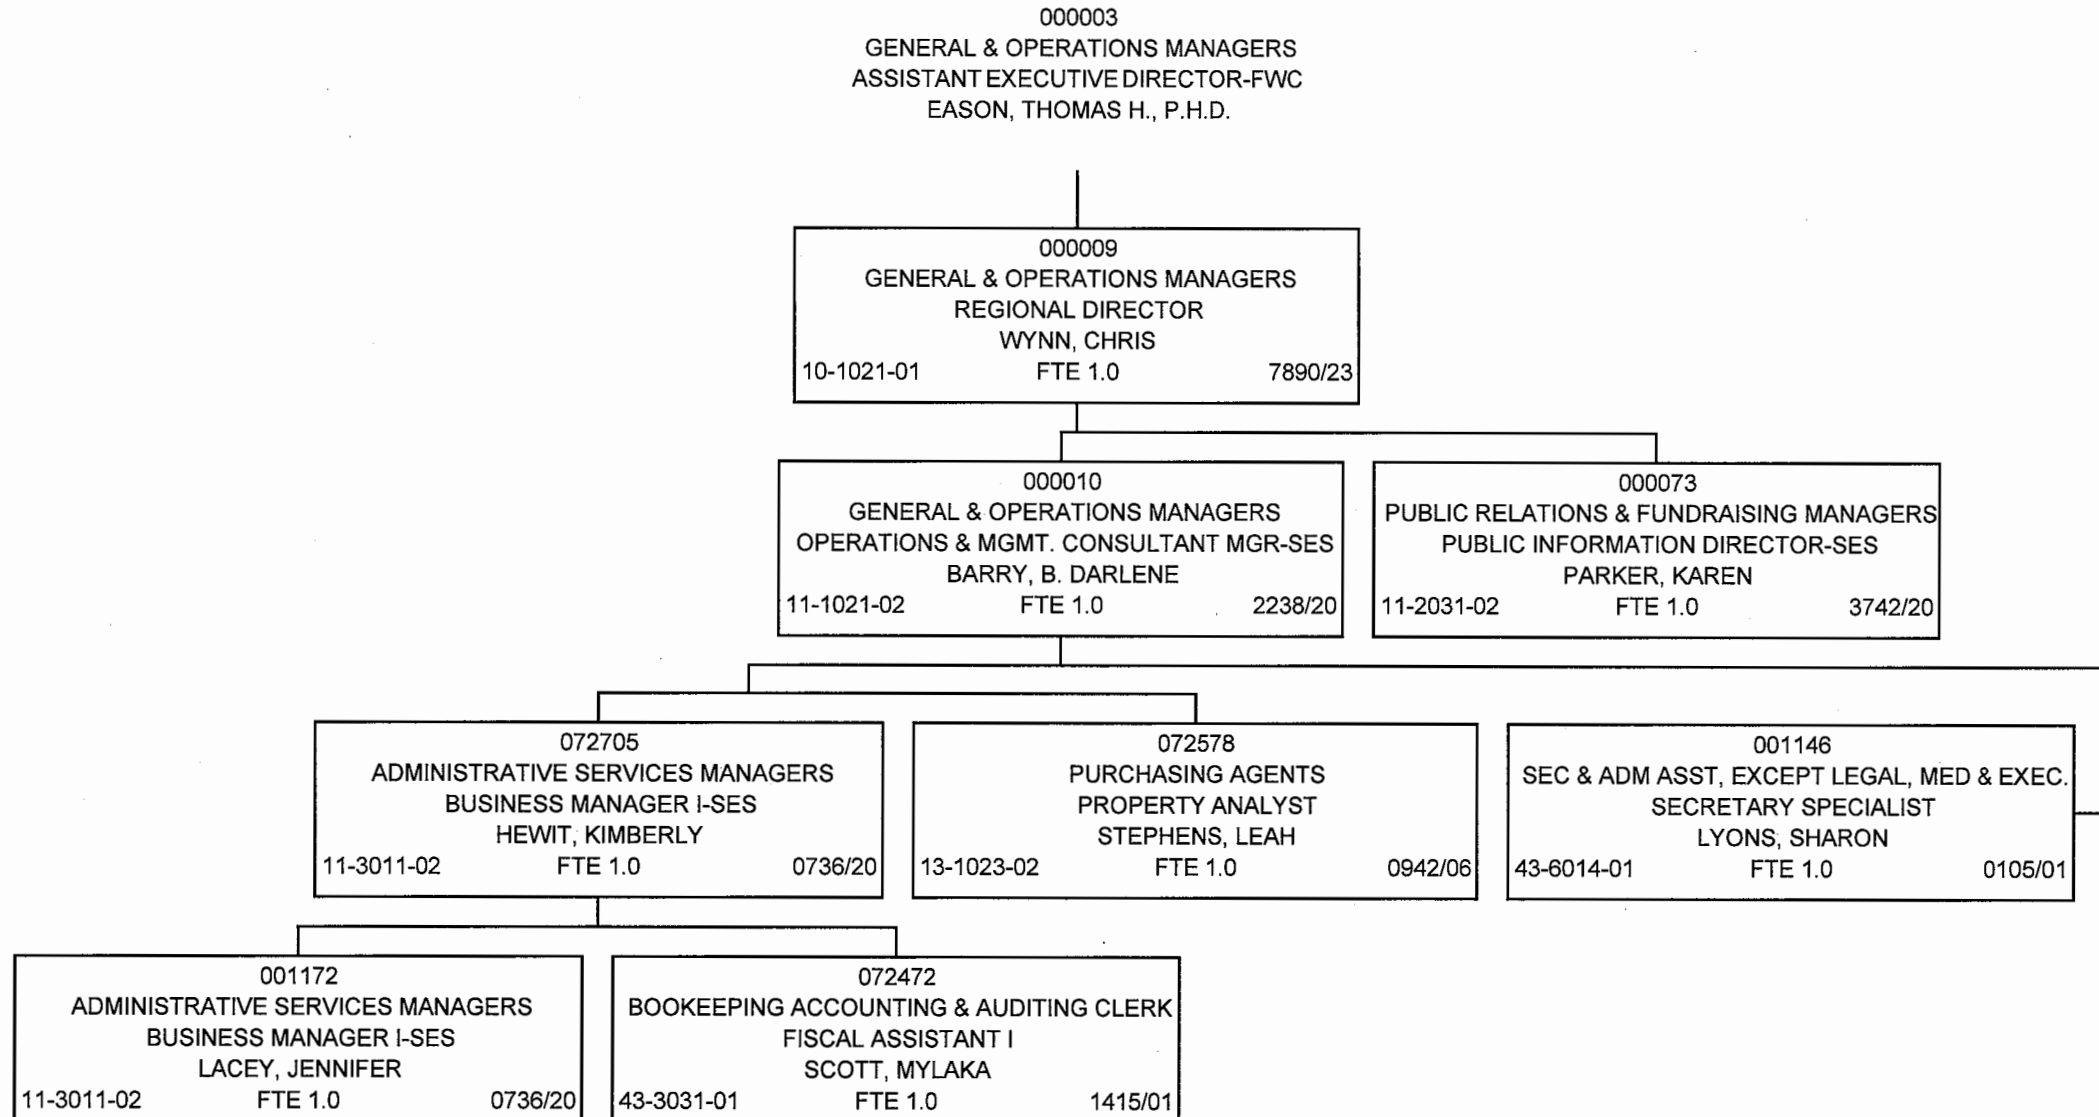 000003
GENERAL & OPERATIONS MANAGERS
ASSISTANT EXECUTIVE DIRECTOR-FWC
EASON, THOMAS H., P.H.D.
000009
GENERAL & OPERATIONS MANAGERS
REGIONAL DIRECTOR
WYNN, CHRIS
10-1021-01 FTE 1.0 7890/23
000010
GENERAL & OPERATIONS MANAGERS
OPERATIONS & MGMT. CONSULTANT MGR-SES
BARRY, B. DARLENE
11-1021-02 FTE 1.0 2238/20
000073
PUBLIC RELATIONS & FUNDRAISING MANAGERS
PUBLIC INFORMATION DIRECTOR-SES
PARKER, KAREN
11-2031-02 FTE 1.0 3742/20
072705
ADMINISTRATIVE SERVICES MANAGERS
BUSINESS MANAGER I-SES
HEWIT, KIMBERLY
11-3011-02 FTE 1.0 0736/20
072578
PURCHASING AGENTS
PROPERTY ANALYST
STEPHENS, LEAH
13-1023-02 FTE 1.0 0942/06
001146
SEC & ADM ASST, EXCEPT LEGAL, MED & EXEC.
SECRETARY SPECIALIST
LYONS, SHARON
43-6014-01 FTE 1.0 0105/01
001172
ADMINISTRATIVE SERVICES MANAGERS
BUSINESS MANAGER I-SES
LACEY, JENNIFER
11-3011-02 FTE 1.0 0736/20
072472
BOOKEEPING ACCOUNTING & AUDITING CLERK
FISCAL ASSISTANT I
SCOTT, MYLAKA
43-3031-01 FTE 1.0 1415/01